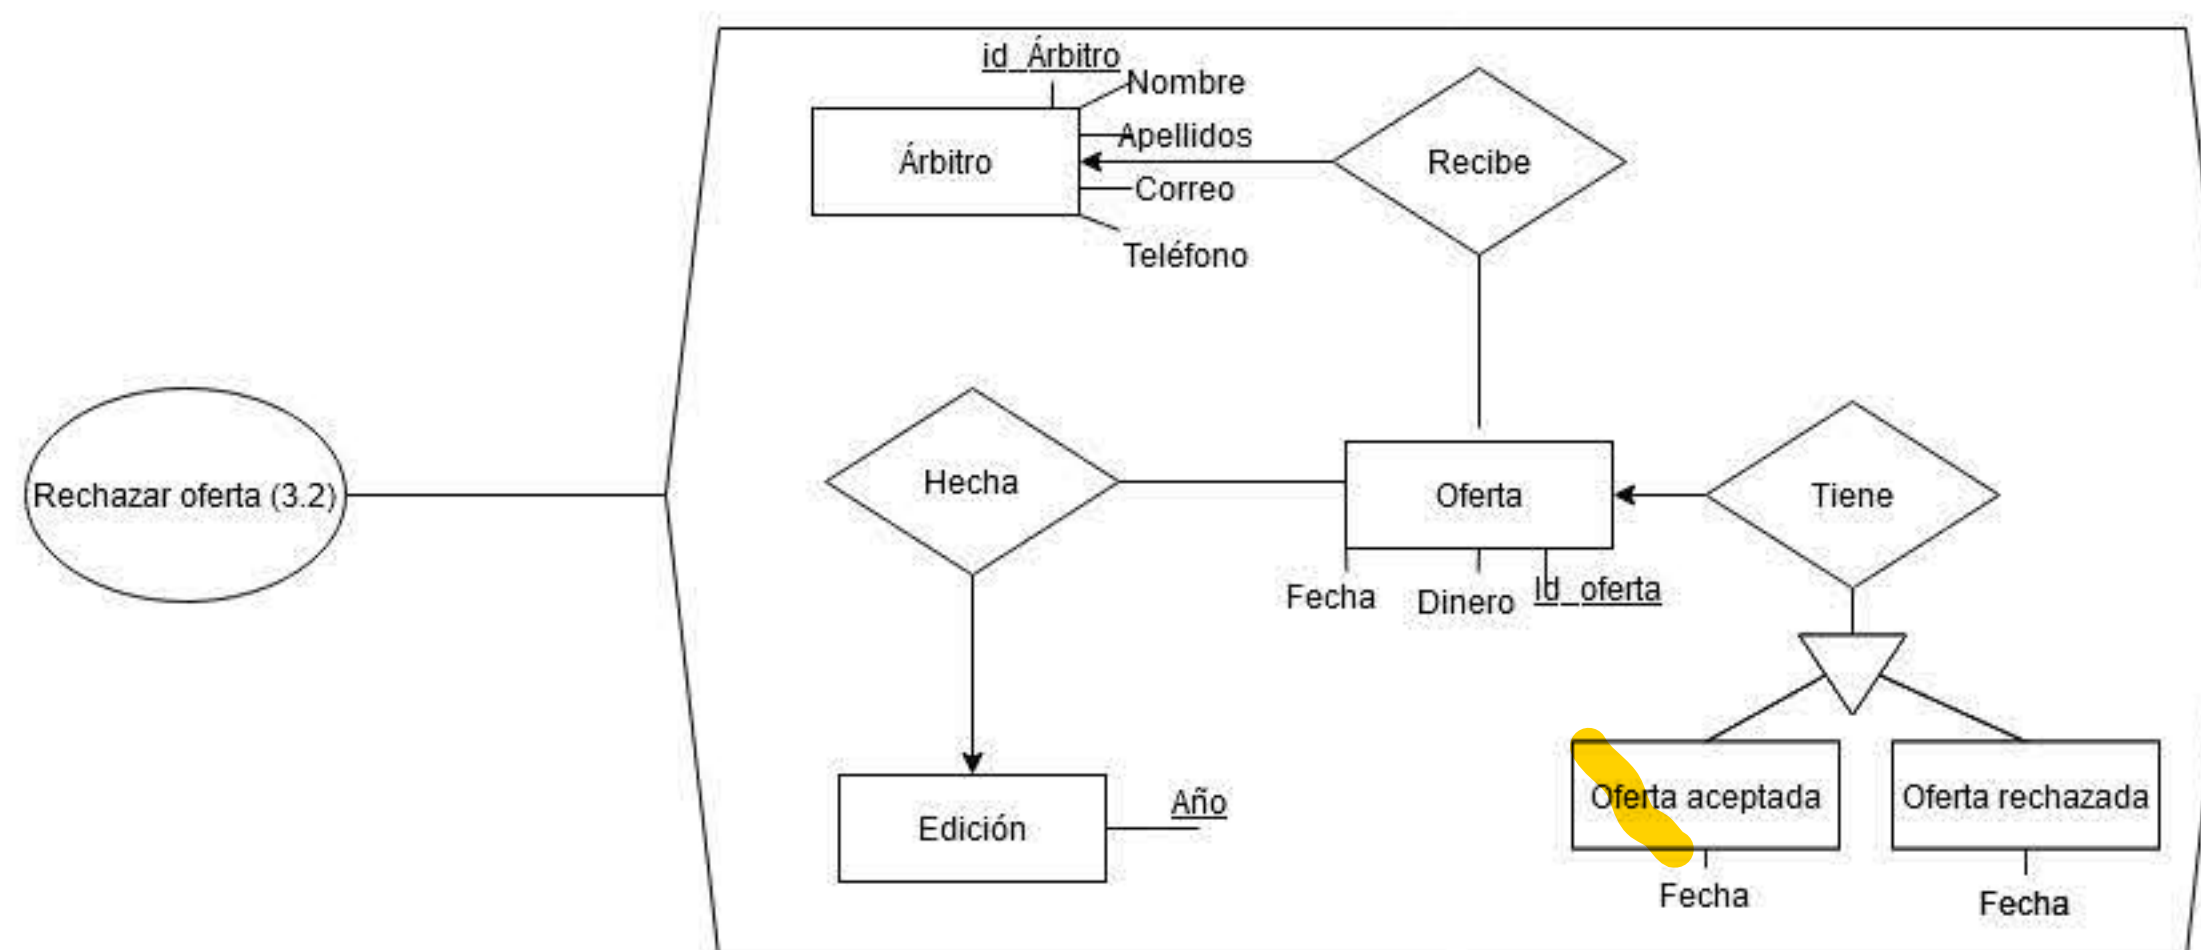 id_Árbitro
Nombre
Apellidos
Árbitro
Recibe
Correo
Teléfono
Rechazar oferta (3.2)
Hecha
Oferta
Tiene
Fecha
Dinero
Id_oferta
Edición
Año
Oferta aceptada
Oferta rechazada
Fecha
Fecha